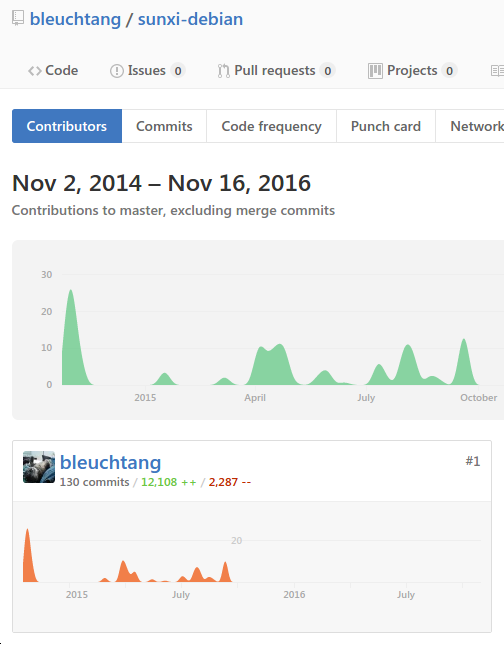 bleuchtang / sunxi-debian
Code Issues 0 Pull requests 0 Projects 0
Contributors Commits Code frequency Punch card Network
Nov 2, 2014 – Nov 16, 2016
Contributions to master, excluding merge commits
30
20
10
0
2015 April July October
bleuchtang #1
130 commits / 12,108 ++ / 2,287 --
20
2015 July 2016 July